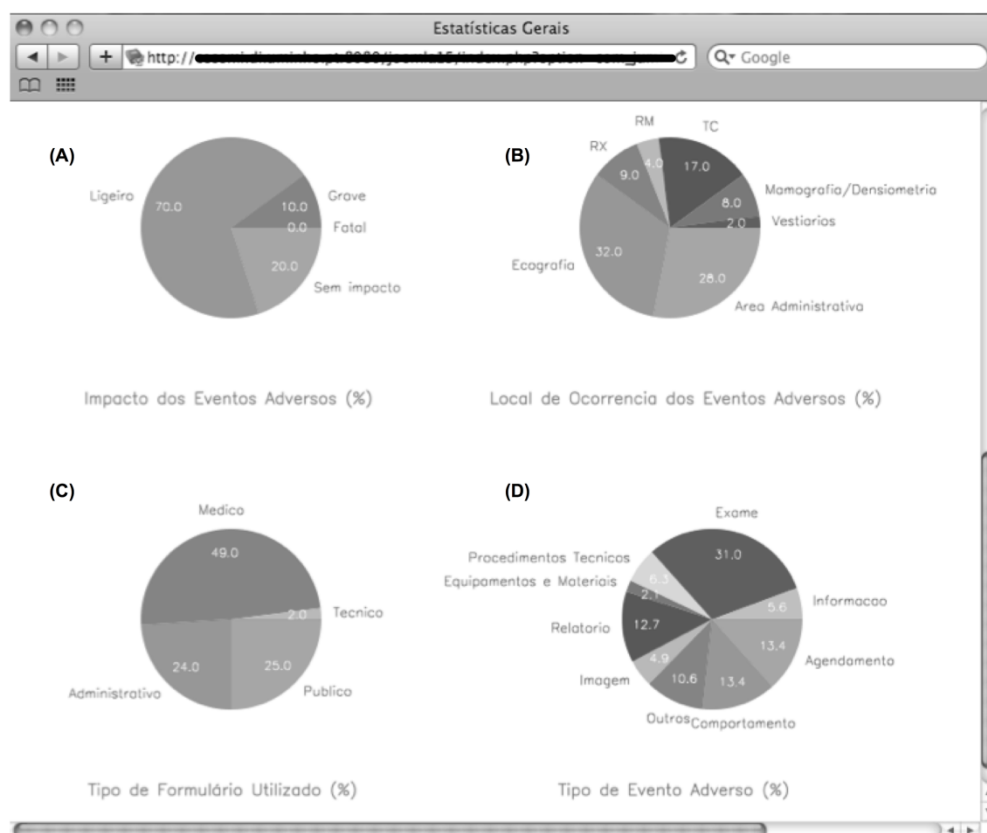 Estatísticas Gerais
http://
Google
(A)
Ligeiro
70.0
Grave
10.0
0.0
Fatal
20.0
Sem impacto
Impacto dos Eventos Adversos (%)
(B)
RM
TC
RX
4.0
17.0
9.0
Mamografia/Densiometria
8.0
Vestiarios
2.0
32.0
Ecografia
28.0
Area Administrativa
Local de Ocorrencia dos Eventos Adversos (%)
(C)
Medico
49.0
Tecnico
2.0
24.0
25.0
Administrativo
Publico
Tipo de Formulário Utilizado (%)
(D)
Exame
31.0
Procedimentos Tecnicos
6.3
Equipamentos e Materiais
2.1
Informacao
5.6
Relatorio
12.7
13.4
Agendamento
4.9
Imagem
10.6
13.4
Outros
Comportamento
Tipo de Evento Adverso (%)